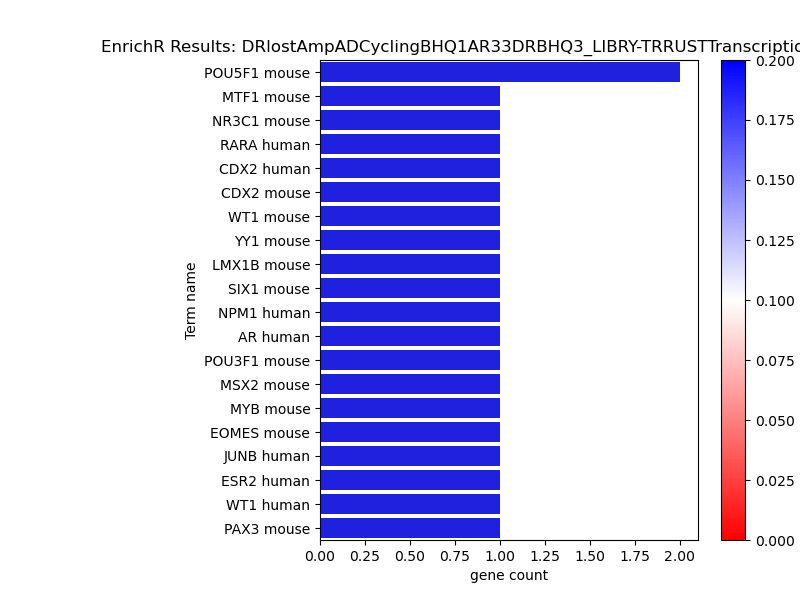 EnrichR Results: DRlostAmpADCyclingBHQ1AR33DRBHQ3_LIBRY-TRRUSTTranscriptic
POU5F1 mouse
MTF1 mouse
NR3C1 mouse
RARA human
CDX2 human
CDX2 mouse
WT1 mouse
YY1 mouse
LMX1B mouse
SIX1 mouse
NPM1 human
AR human
POU3F1 mouse
MSX2 mouse
MYB mouse
EOMES mouse
JUNB human
ESR2 human
WT1 human
PAX3 mouse
Term name
0.00 0.25 0.50 0.75 1.00 1.25 1.50 1.75 2.00
gene count
0.200
0.175
0.150
0.125
0.100
0.075
0.050
0.025
0.000